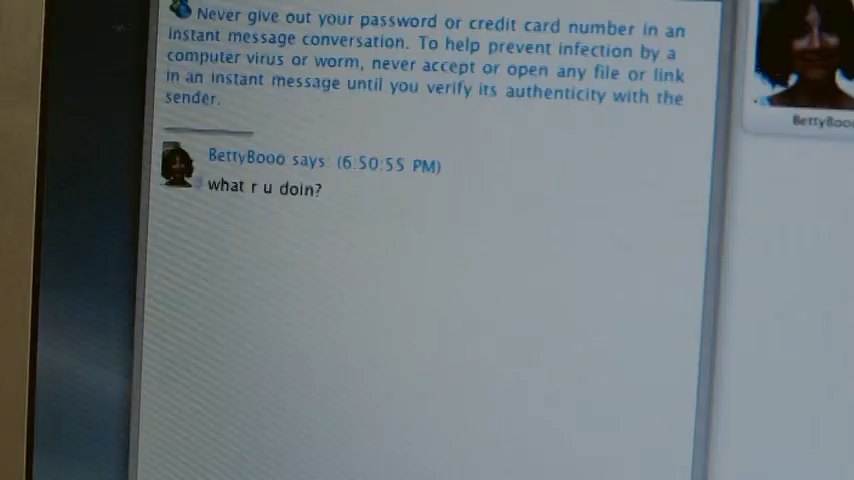 Never give out your password or credit card number in an
instant message conversation. To help prevent infection by a
computer virus or worm, never accept or open any file or link
in an instant message until you verify its authenticity with the
sender.
BettyBooo says: (6:50:55 PM)
what r u doin?
BettyBooo